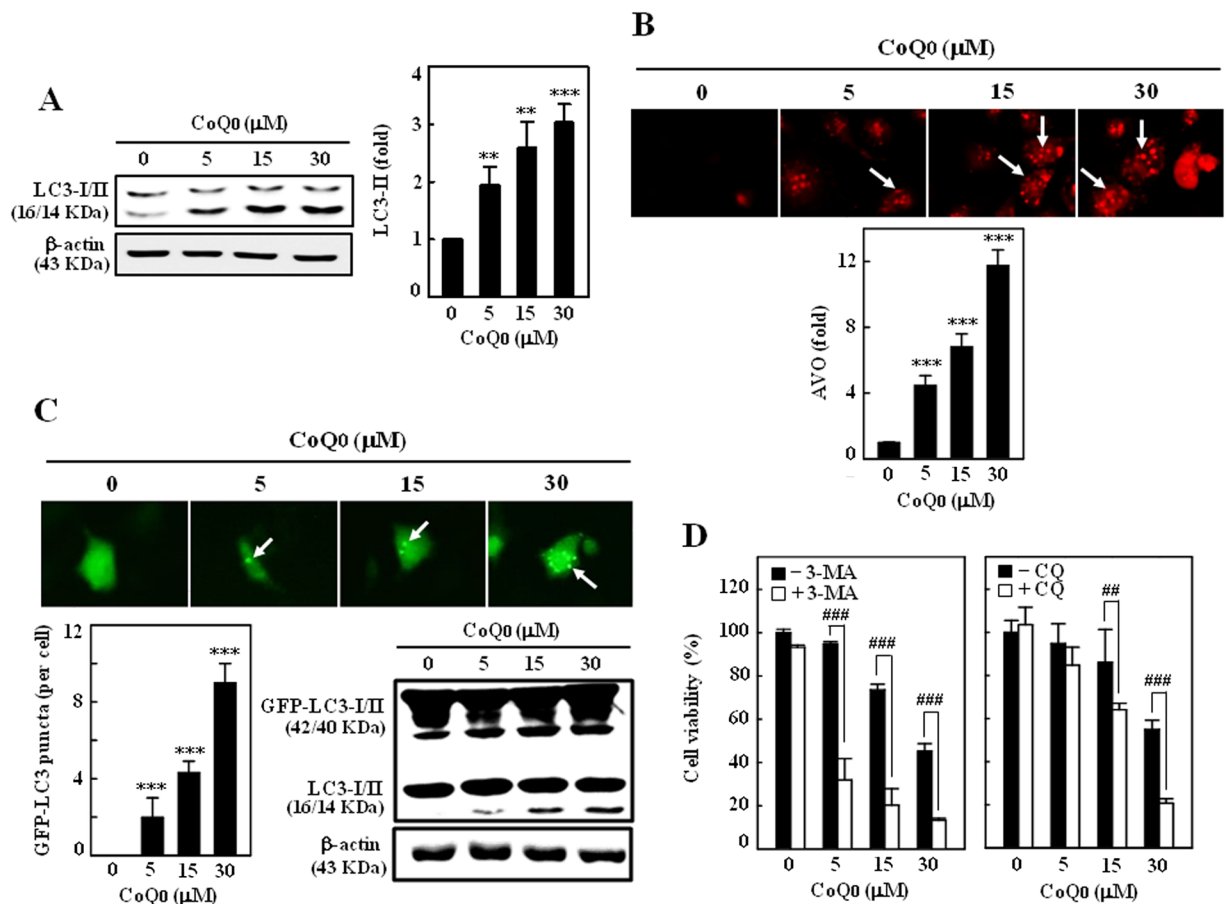 A
CoQ0 (μM)
0 5 15 30
LC3-I/II
(16/14 KDa)
β-actin
(43 KDa)
LC3-II (fold)
4
3
2
1
0
** ** ***
0 5 15 30
CoQ0 (μM)
B
CoQ0 (μM)
0 5 15 30
AVO (fold)
12
8
4
0
*** *** ***
0 5 15 30
CoQ0 (μM)
C
CoQ0 (μM)
0 5 15 30
GFP-LC3 puncta (per cell)
12
8
4
0
*** *** ***
0 5 15 30
CoQ0 (μM)
CoQ0 (μM)
0 5 15 30
GFP-LC3-I/II
(42/40 KDa)
LC3-I/II
(16/14 KDa)
β-actin
(43 KDa)
D
Cell viability (%)
120
100
80
60
40
20
0
− 3-MA
+ 3-MA
### ### ###
0 5 15 30
CoQ0 (μM)
− CQ
+ CQ
## ###
0 5 15 30
CoQ0 (μM)